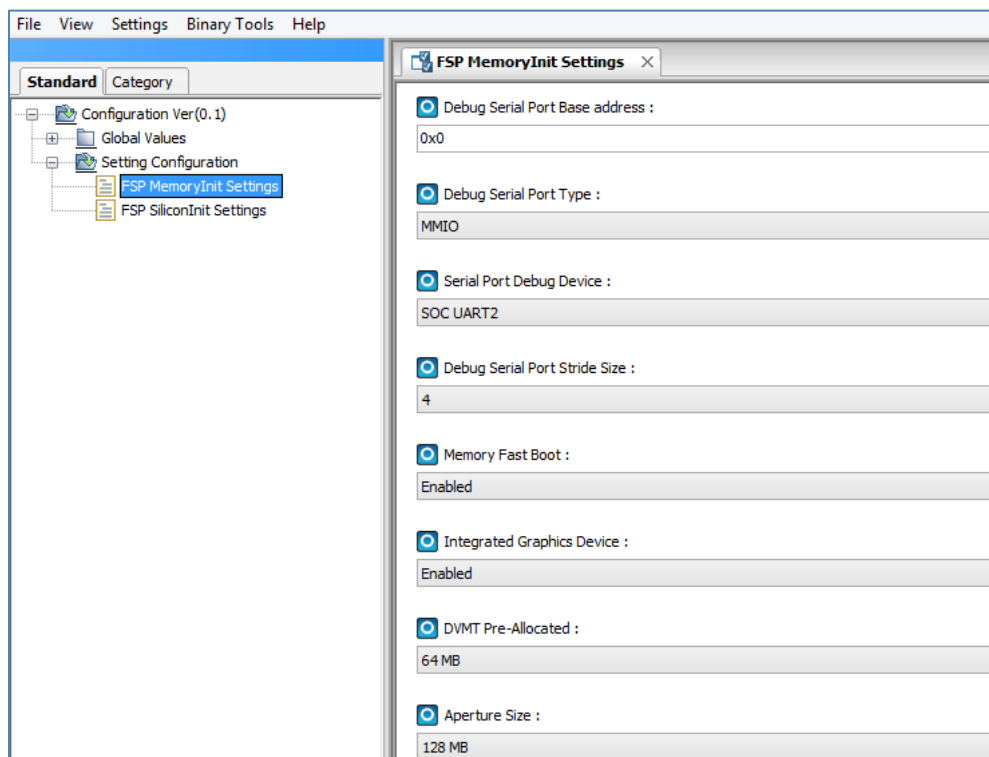 File View Settings Binary Tools Help
Standard Category
Configuration Ver(0.1)
Global Values
Setting Configuration
FSP MemoryInit Settings
FSP SiliconInit Settings
FSP MemoryInit Settings
Debug Serial Port Base address :
0x0
Debug Serial Port Type :
MMIO
Serial Port Debug Device :
SOC UART2
Debug Serial Port Stride Size :
4
Memory Fast Boot :
Enabled
Integrated Graphics Device :
Enabled
DVMT Pre-Allocated :
64 MB
Aperture Size :
128 MB